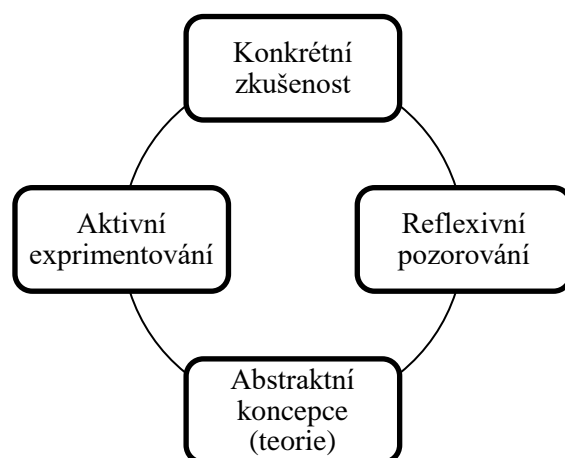 Konkrétní
zkušenost
Aktivní
exprimentování
Reflexivní
pozorování
Abstraktní
koncepce
(teorie)